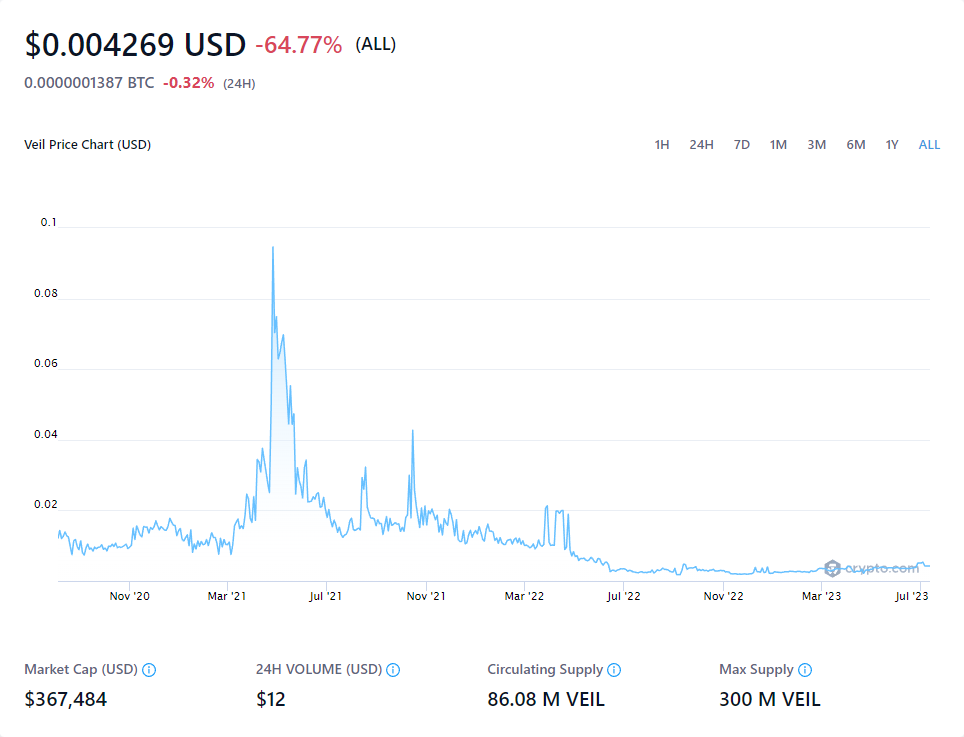 $0.004269 USD -64.77% (ALL)
0.0000001387 BTC -0.32% (24H)
Veil Price Chart (USD) 1H 24H 7D 1M 3M 6M 1Y ALL
0.1
0.08
0.06
0.04
0.02
crypto.com
Nov '20 Mar '21 Jul '21 Nov '21 Mar '22 Jul '22 Nov '22 Mar '23 Jul '23
Market Cap (USD) 24H VOLUME (USD) Circulating Supply Max Supply
$367,484 $12 86.08 M VEIL 300 M VEIL